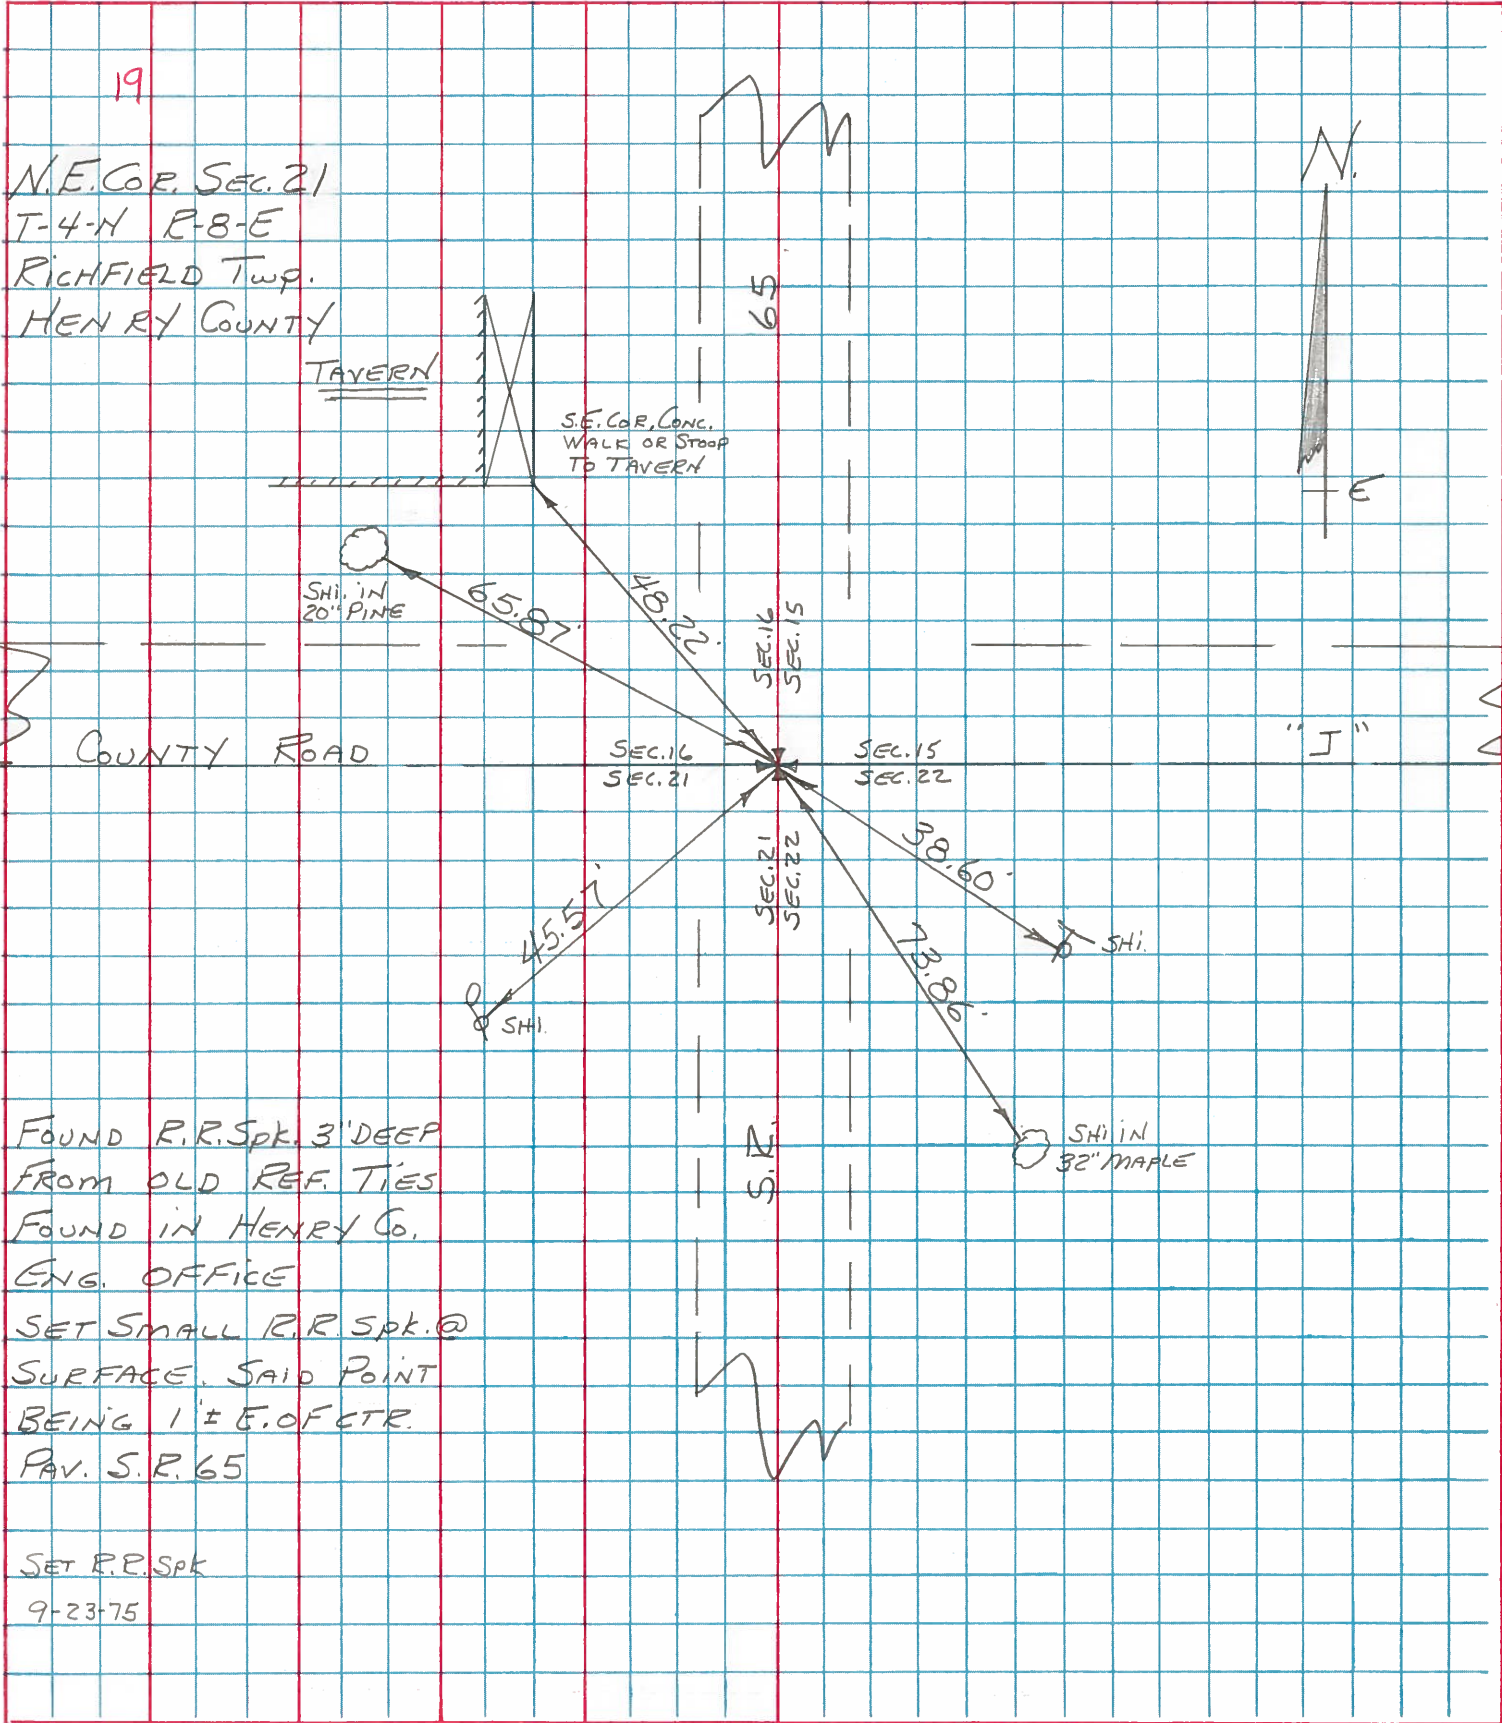 19
N.E. COR. SEC. 21
T-4-N R-8-E
RICHFIELD TWP.
HENRY COUNTY
N.
E
65
TAVERN
S.E. COR. CONC.
WALK OR STOOP
TO TAVERN
SHI. IN
20" PINE
65.87'
48.22'
SEC. 16
SEC. 15
COUNTY ROAD
"J"
SEC. 16
SEC. 21
SEC. 15
SEC. 22
SEC. 21
SEC. 22
38.60'
45.57'
73.86'
SHI.
SHI.
SHI IN
32" MAPLE
S.R.
FOUND R.R. SPK. 3" DEEP
FROM OLD REF. TIES
FOUND IN HENRY CO.
ENG. OFFICE
SET SMALL R.R. SPK. @
SURFACE. SAID POINT
BEING 1'± E. OF CTR.
PAV. S.R. 65
SET R.R. SPK
9-23-75